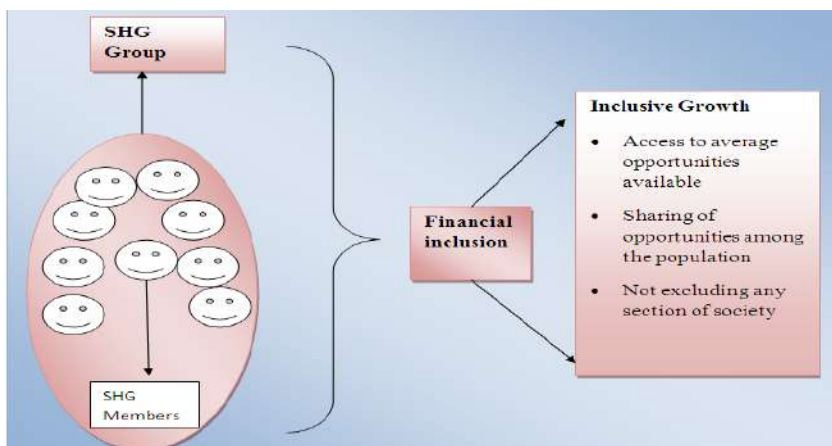 SHG
Group
SHG
Members
Financial
inclusion
Inclusive Growth
• Access to average
opportunities
available
• Sharing of
opportunities among
the population
• Not excluding any
section of society